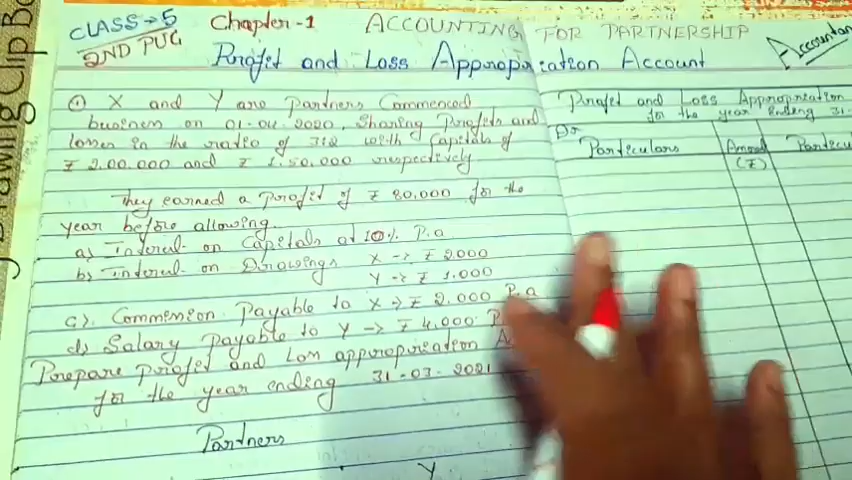 Drawing Clip Bo
CLASS→5 Chapter-1 ACCOUNTING FOR PARTNERSHIP
2ND PUC
Accountan
Profit and Loss Appropriation Account
① X and Y are Partners Commenced
business on 01-04-2020, Sharing Profits and
losses in the ratio of 3:2 with Capitals of
₹ 2,00,000 and ₹ 1,50,000 respectively
They earned a Profit of ₹ 80,000 for the
year before allowing.
a) Interest on Capitals at 10% P.a
b) Interest on Drawings X → ₹ 2,000
Y → ₹ 1,000
c). Commission Payable to X → ₹ 2,000 P.a
d) Salary Payable to Y → ₹ 4,000 P
Prepare Profit and Loss appropriation A
for the year ending 31-03-2021
Partners
Y
Profit and Loss Appropriation
for the year ending 31-
Dr
Particulars Amount Particu
(₹)